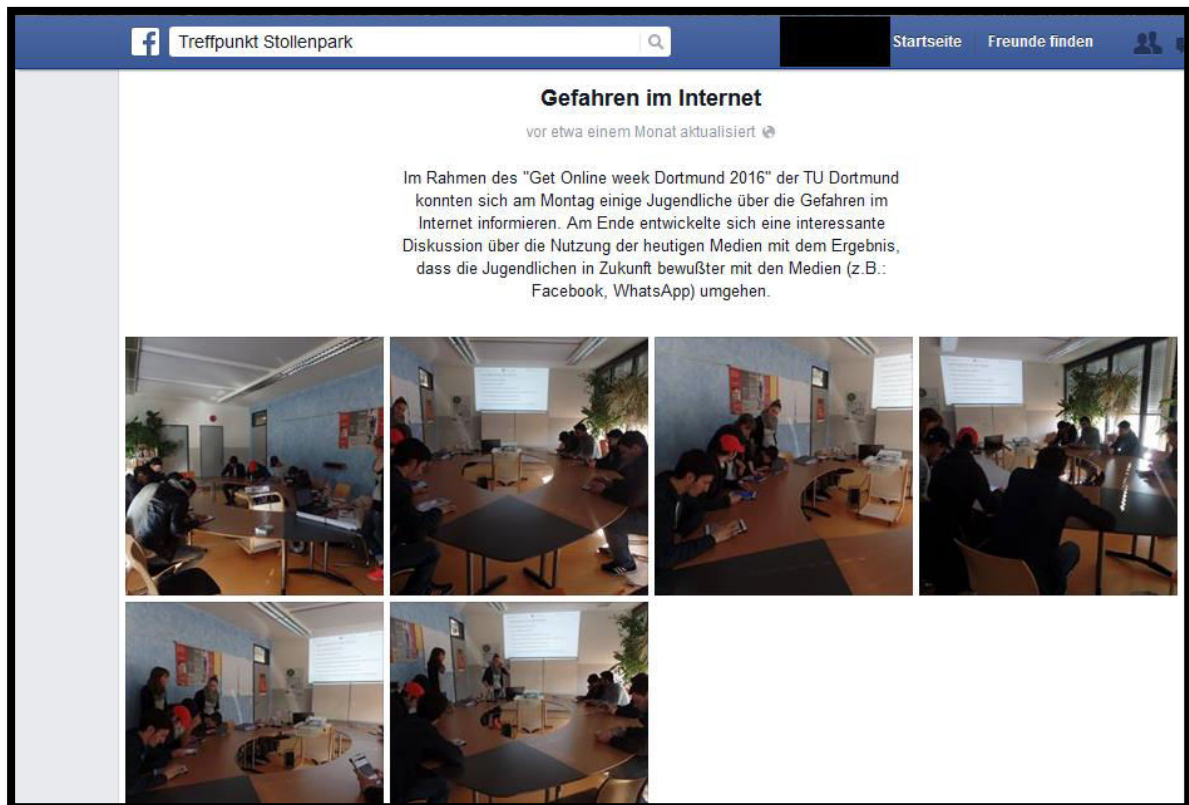 f Treffpunkt Stollenpark Startseite Freunde finden
Gefahren im Internet
vor etwa einem Monat aktualisiert
Im Rahmen des "Get Online week Dortmund 2016" der TU Dortmund
konnten sich am Montag einige Jugendliche über die Gefahren im
Internet informieren. Am Ende entwickelte sich eine interessante
Diskussion über die Nutzung der heutigen Medien mit dem Ergebnis,
dass die Jugendlichen in Zukunft bewußter mit den Medien (z.B.:
Facebook, WhatsApp) umgehen.